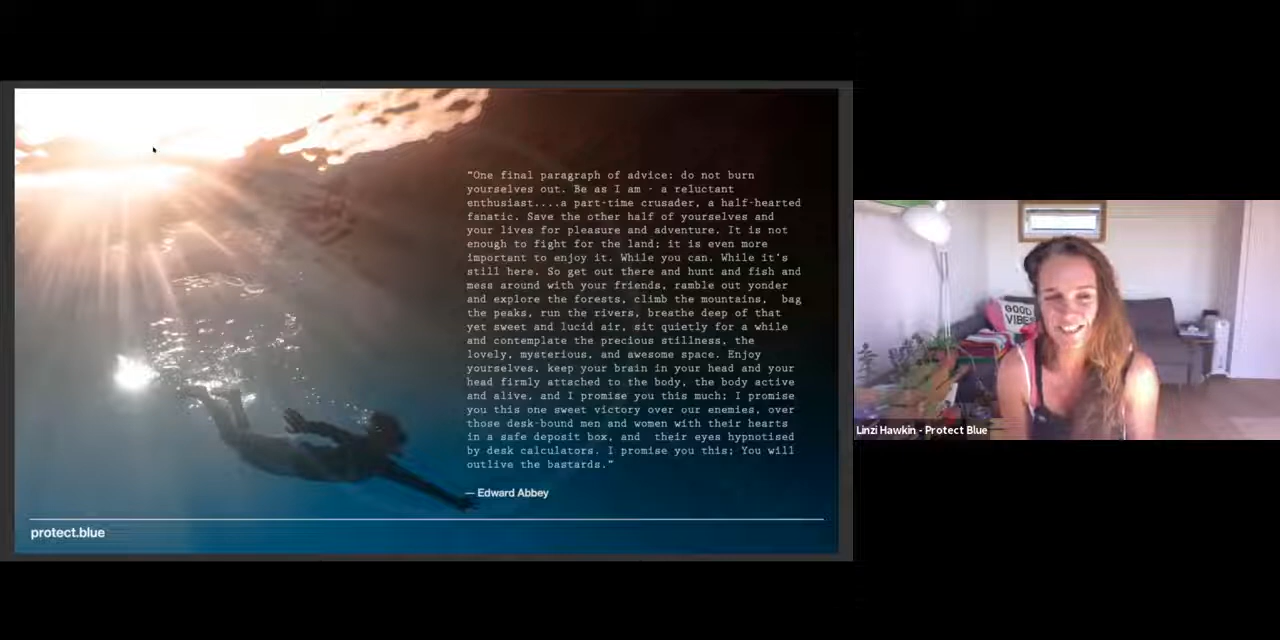 "One final paragraph of advice: do not burn
yourselves out. Be as I am - a reluctant
enthusiast....a part-time crusader, a half-hearted
fanatic. Save the other half of yourselves and
your lives for pleasure and adventure. It is not
enough to fight for the land; it is even more
important to enjoy it. While you can. While it's
still here. So get out there and hunt and fish and
mess around with your friends, ramble out yonder
and explore the forests, climb the mountains, bag
the peaks, run the rivers, breathe deep of that
yet sweet and lucid air, sit quietly for a while
and contemplate the precious stillness, the
lovely, mysterious, and awesome space. Enjoy
yourselves, keep your brain in your head and your
head firmly attached to the body, the body active
and alive, and I promise you this much; I promise
you this one sweet victory over our enemies, over
those desk-bound men and women with their hearts
in a safe deposit box, and their eyes hypnotised
by desk calculators. I promise you this; You will
outlive the bastards."
— Edward Abbey
protect.blue
GOOD
VIBES
Linzi Hawkin - Protect Blue